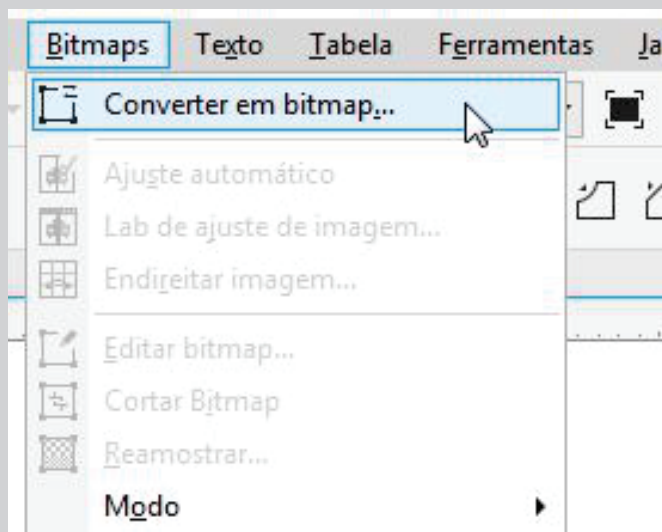 Bitmaps Texto Tabela Ferramentas Ja
Converter em bitmap...
Ajuste automático
Lab de ajuste de imagem...
Endireitar imagem...
Editar bitmap...
Cortar Bitmap
Reamostrar...
Modo